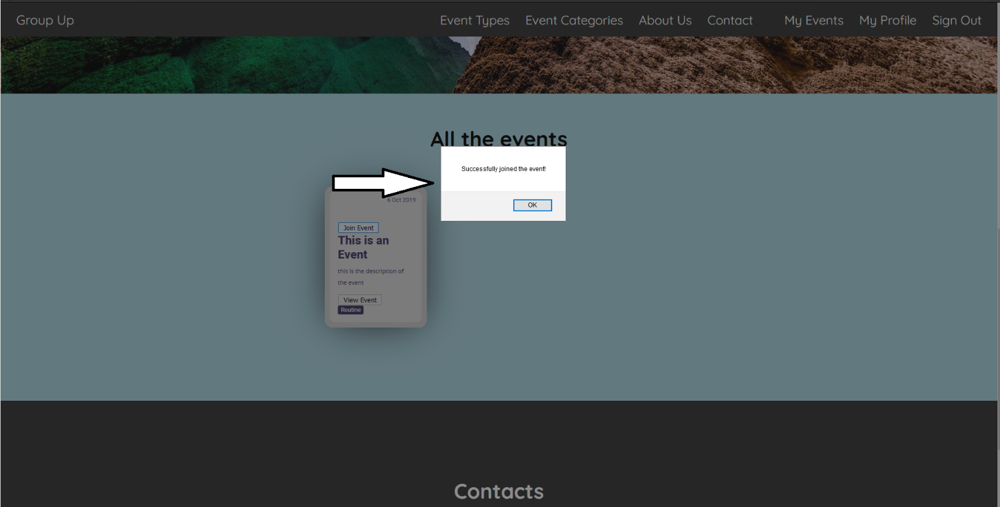 Group Up
Event Types Event Categories About Us Contact My Events My Profile Sign Out
All the events
Successfully joined the event!
OK
6 Oct 2019
Join Event
This is an
Event
this is the description of
the event
View Event
Routine
Contacts